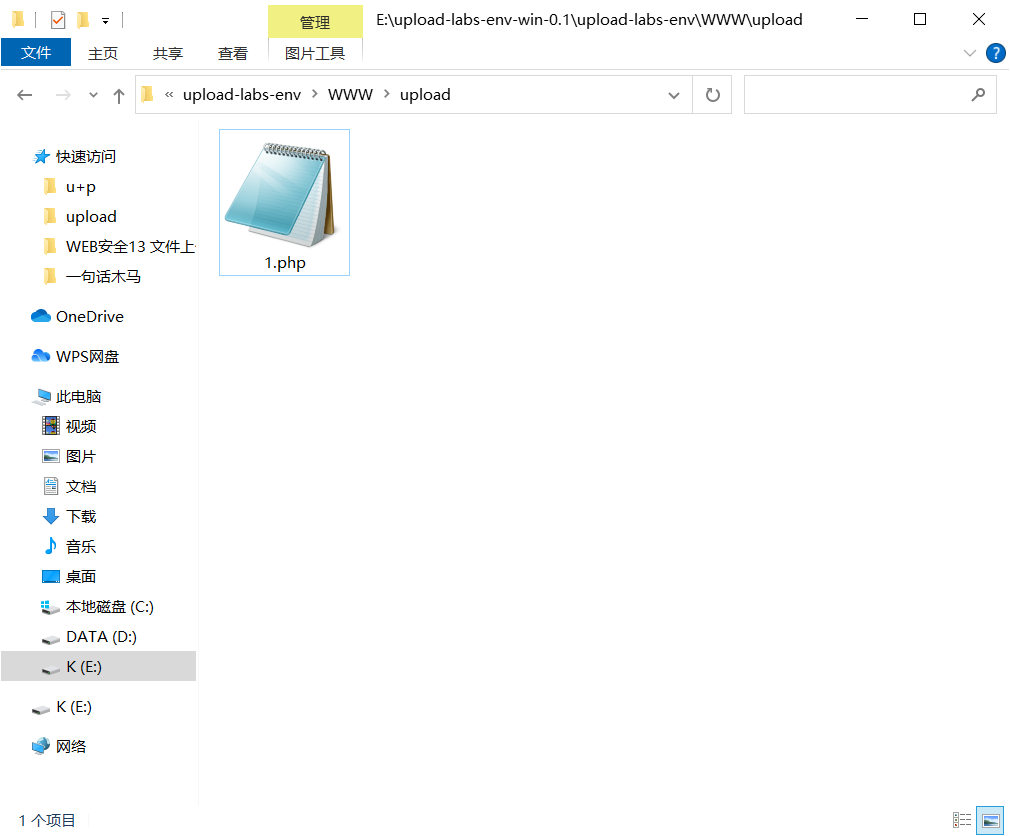 管理
E:\upload-labs-env-win-0.1\upload-labs-env\WWW\upload
文件
主页
共享
查看
图片工具
?
« upload-labs-env > WWW > upload
快速访问
u+p
upload
WEB安全13 文件上
一句话木马
OneDrive
WPS网盘
此电脑
视频
图片
文档
下载
音乐
桌面
本地磁盘 (C:)
DATA (D:)
K (E:)
K (E:)
网络
1.php
1 个项目